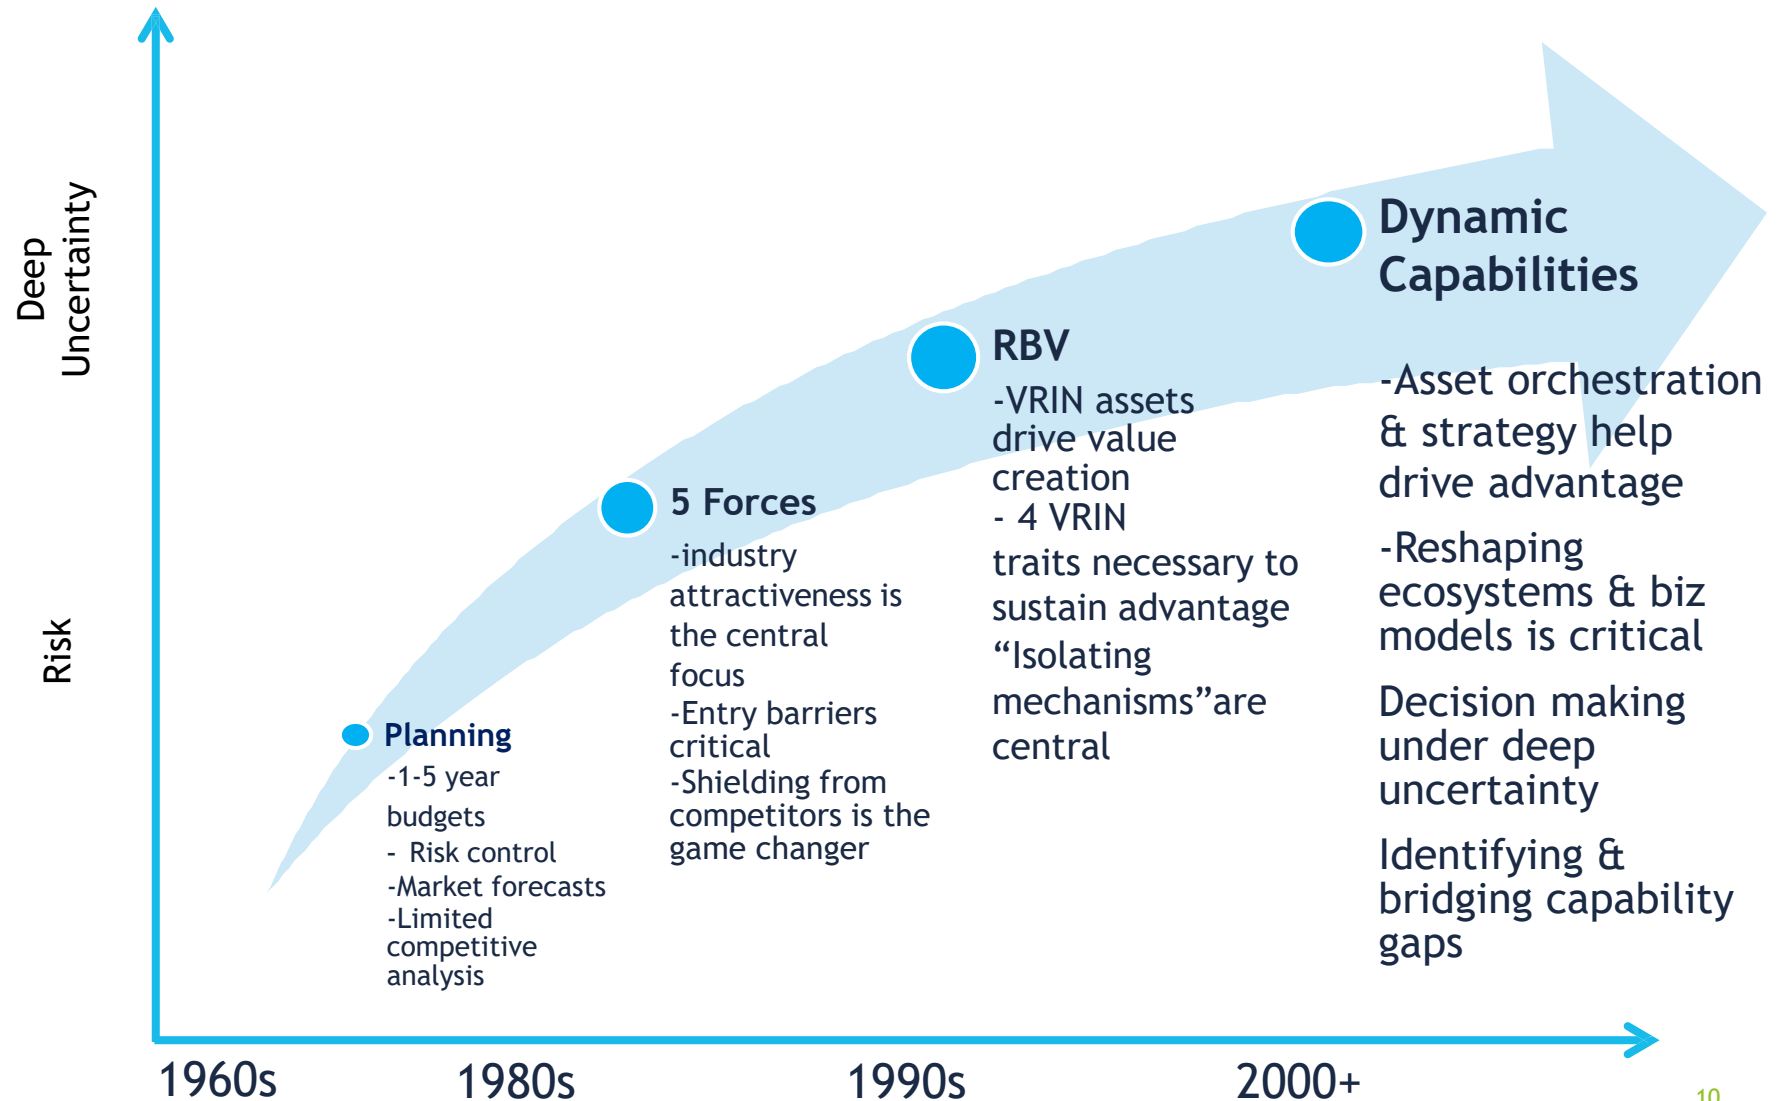 Deep
Uncertainty
Risk
Planning
-1-5 year
budgets
- Risk control
-Market forecasts
-Limited
competitive
analysis
5 Forces
-industry
attractiveness is
the central
focus
-Entry barriers
critical
-Shielding from
competitors is the
game changer
RBV
-VRIN assets
drive value
creation
- 4 VRIN
traits necessary to
sustain advantage
“Isolating
mechanisms”are
central
Dynamic
Capabilities
-Asset orchestration
& strategy help
drive advantage
-Reshaping
ecosystems & biz
models is critical
Decision making
under deep
uncertainty
Identifying &
bridging capability
gaps
1960s
1980s
1990s
2000+
10